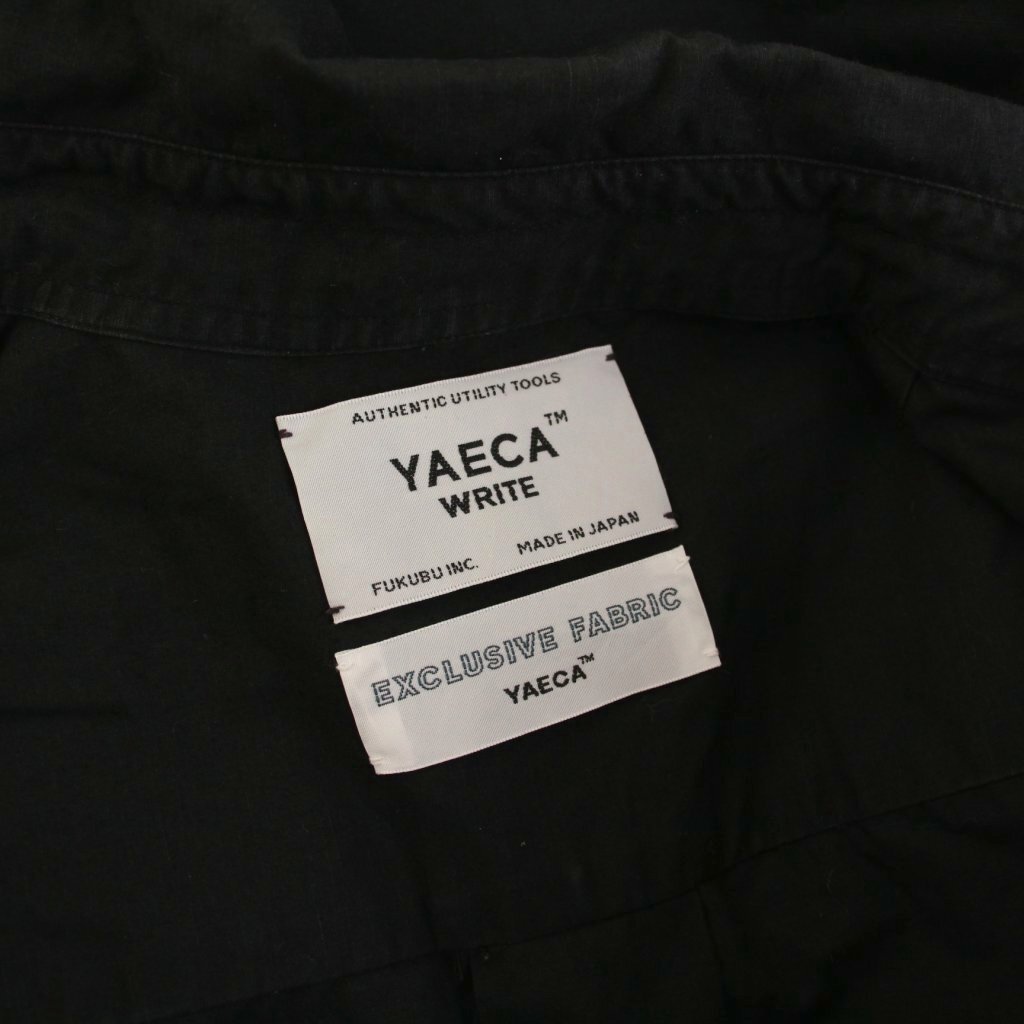 AUTHENTIC UTILITY TOOLS
YAECA™
WRITE
FUKUBU INC. MADE IN JAPAN
EXCLUSIVE FABRIC
YAECA™